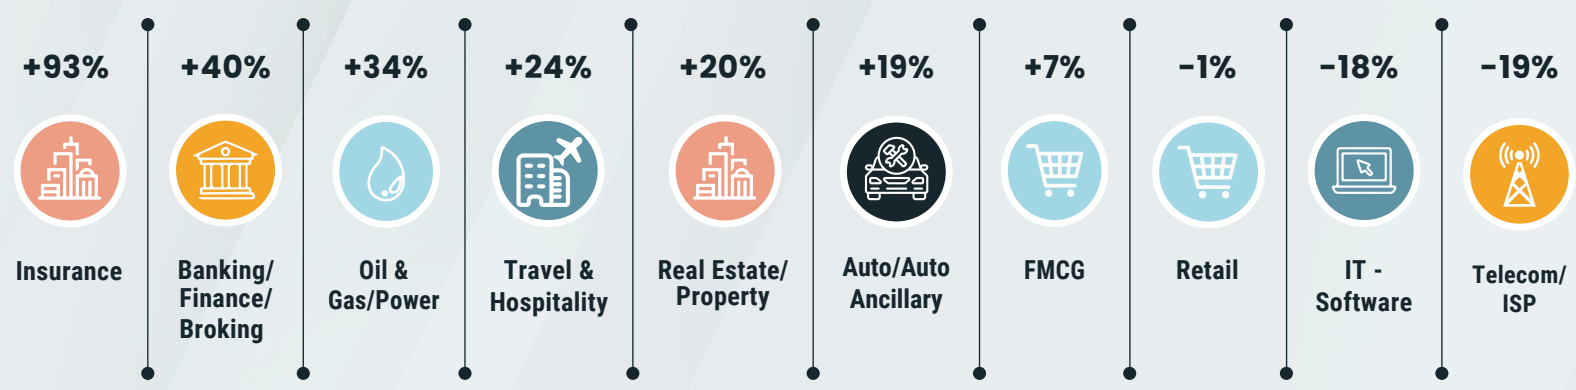 +93%
+40%
+34%
+24%
+20%
+19%
+7%
-1%
-18%
-19%
Insurance
Banking/
Finance/
Broking
Oil &
Gas/Power
Travel &
Hospitality
Real Estate/
Property
Auto/Auto
Ancillary
FMCG
Retail
IT -
Software
Telecom/
ISP